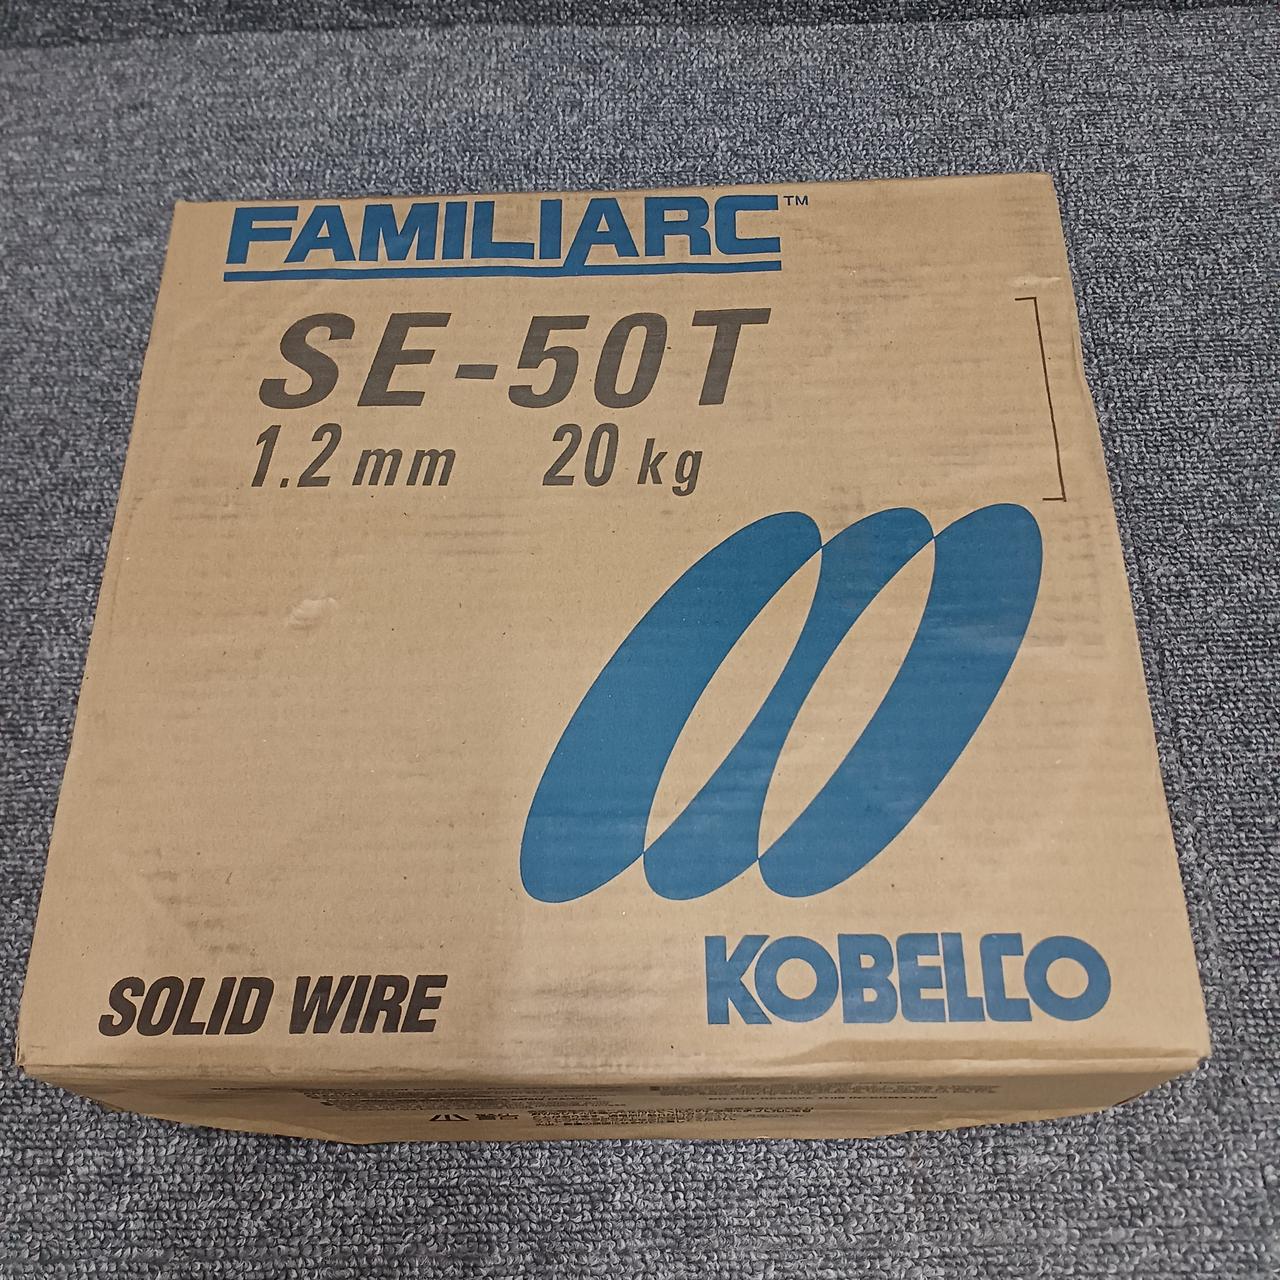 FAMILIARC™
SE-50T
1.2 mm 20 kg
KOBELCO
SOLID WIRE